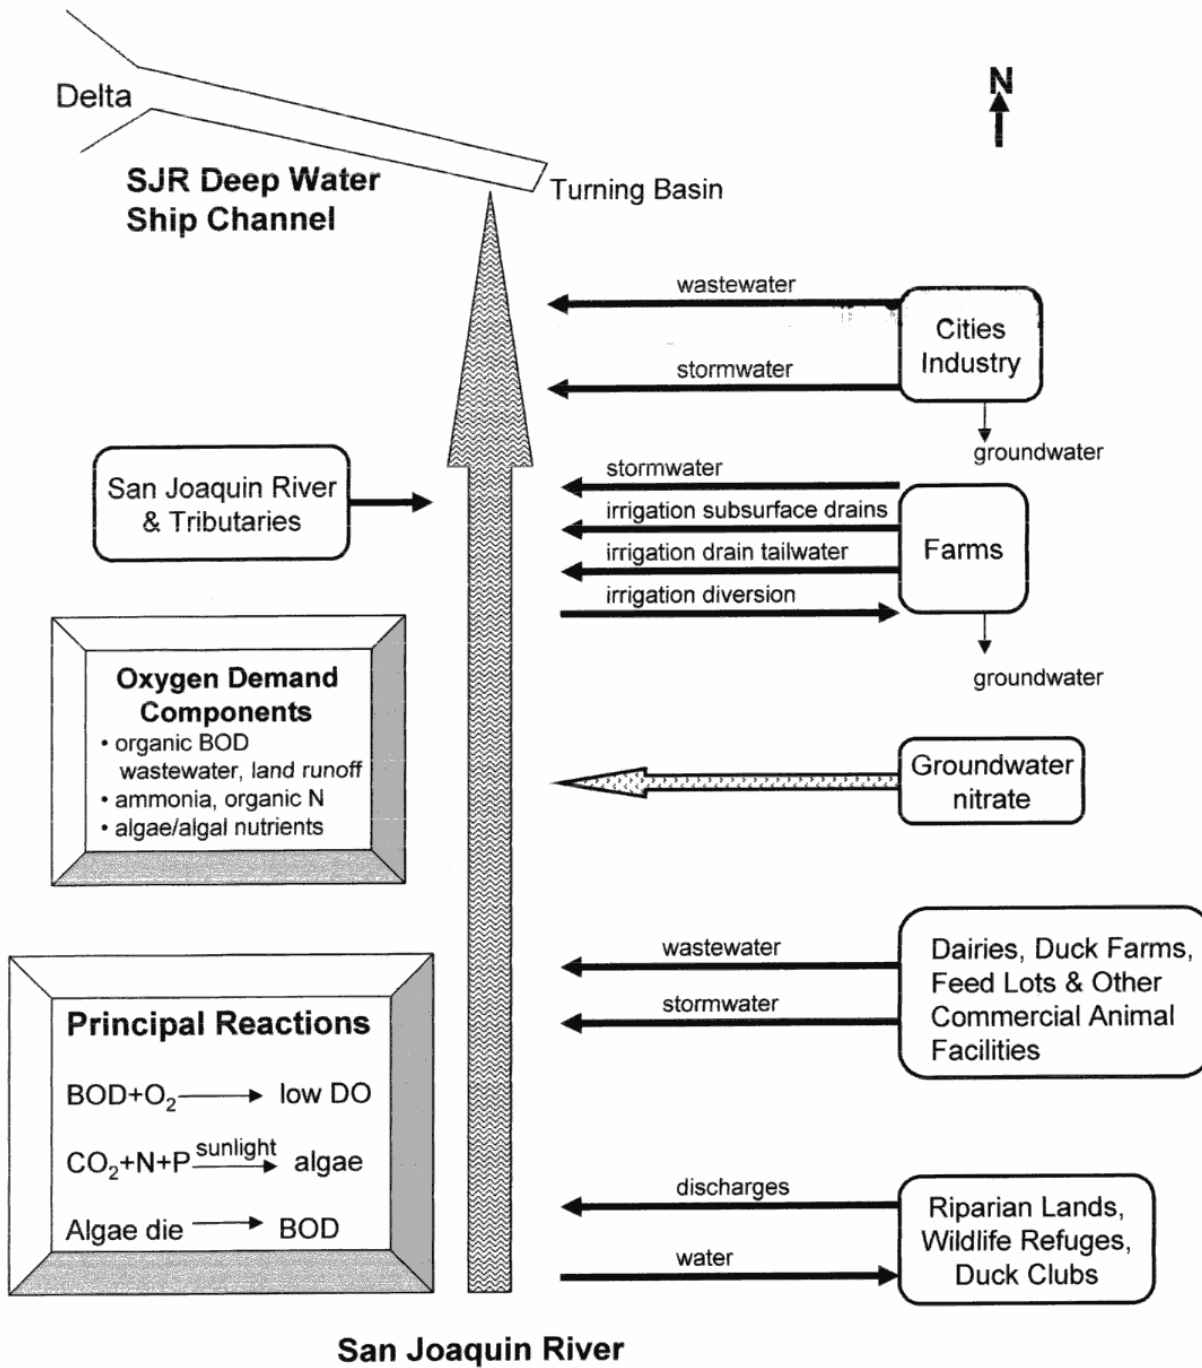 N
Delta
SJR Deep Water
Ship Channel
Turning Basin
wastewater
stormwater
Cities
Industry
groundwater
San Joaquin River
& Tributaries
stormwater
irrigation subsurface drains
irrigation drain tailwater
irrigation diversion
Farms
groundwater
Oxygen Demand
Components
• organic BOD
wastewater, land runoff
• ammonia, organic N
• algae/algal nutrients
Groundwater
nitrate
wastewater
stormwater
Dairies, Duck Farms,
Feed Lots & Other
Commercial Animal
Facilities
Principal Reactions
BOD+O₂ → low DO
CO₂+N+P sunlight → algae
Algae die → BOD
discharges
water
Riparian Lands,
Wildlife Refuges,
Duck Clubs
San Joaquin River